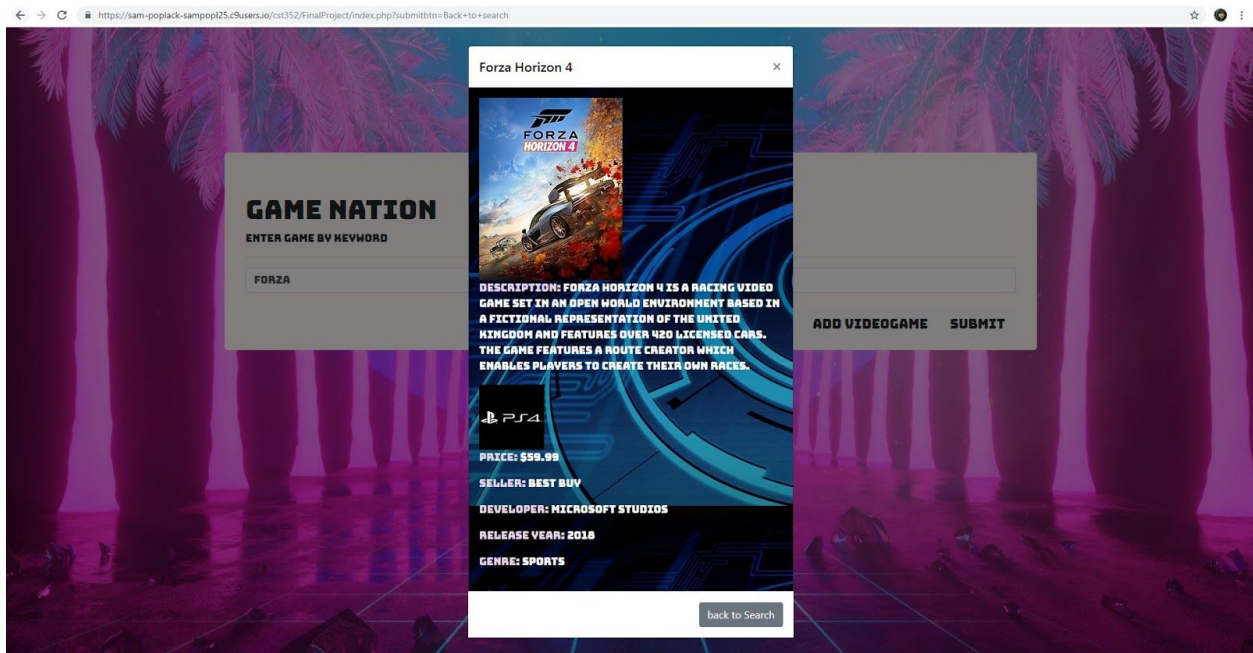 https://sam-poplack-sampopl25.c9users.io/cst352/FinalProject/index.php?submitbtn=Back+to+search
Forza Horizon 4
×
FORZA
HORIZON 4
GAME NATION
ENTER GAME BY KEYWORD
FORZA
ADD VIDEOGAME SUBMIT
DESCRIPTION: FORZA HORIZON 4 IS A RACING VIDEO
GAME SET IN AN OPEN WORLD ENVIRONMENT BASED IN
A FICTIONAL REPRESENTATION OF THE UNITED
KINGDOM AND FEATURES OVER 420 LICENSED CARS.
THE GAME FEATURES A ROUTE CREATOR WHICH
ENABLES PLAYERS TO CREATE THEIR OWN RACES.
PS4
PRICE: $59.99
SELLER: BEST BUY
DEVELOPER: MICROSOFT STUDIOS
RELEASE YEAR: 2018
GENRE: SPORTS
back to Search